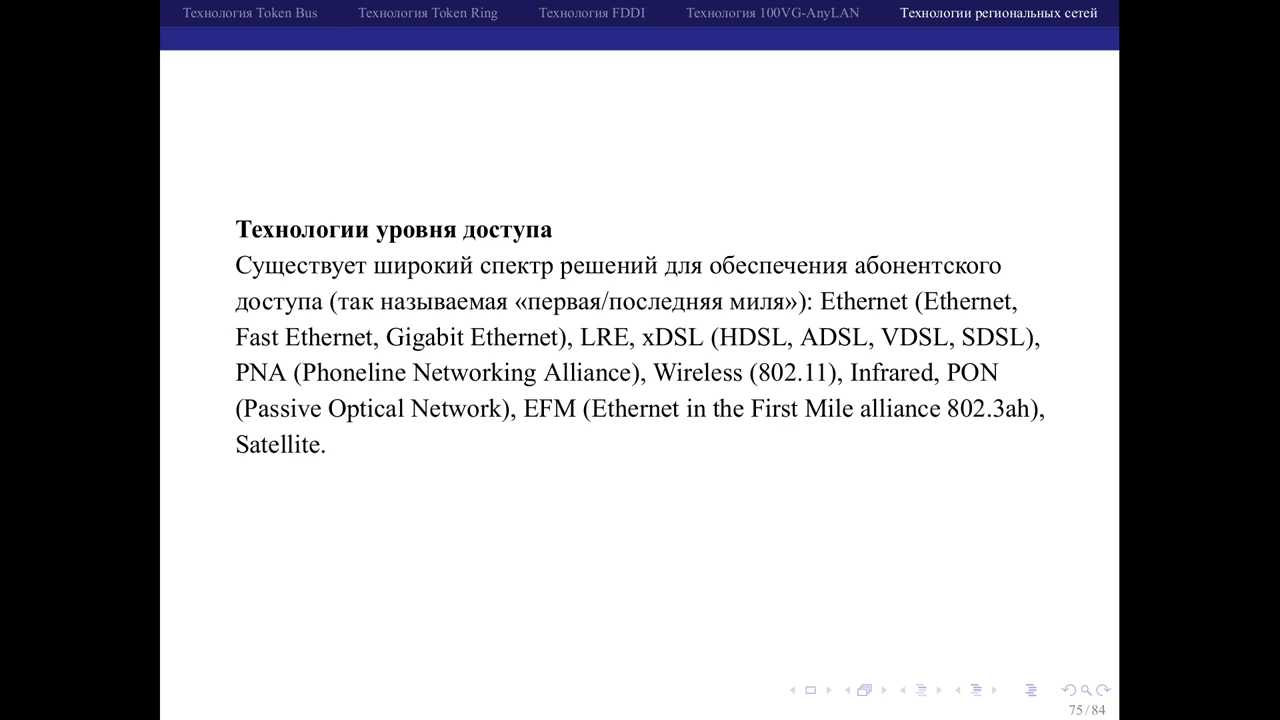 Технология Token Bus Технология Token Ring Технология FDDI Технология 100VG-AnyLAN Технологии региональных сетей
Технологии уровня доступа
Существует широкий спектр решений для обеспечения абонентского
доступа (так называемая «первая/последняя миля»): Ethernet (Ethernet,
Fast Ethernet, Gigabit Ethernet), LRE, xDSL (HDSL, ADSL, VDSL, SDSL),
PNA (Phoneline Networking Alliance), Wireless (802.11), Infrared, PON
(Passive Optical Network), EFM (Ethernet in the First Mile alliance 802.3ah),
Satellite.
75 / 84